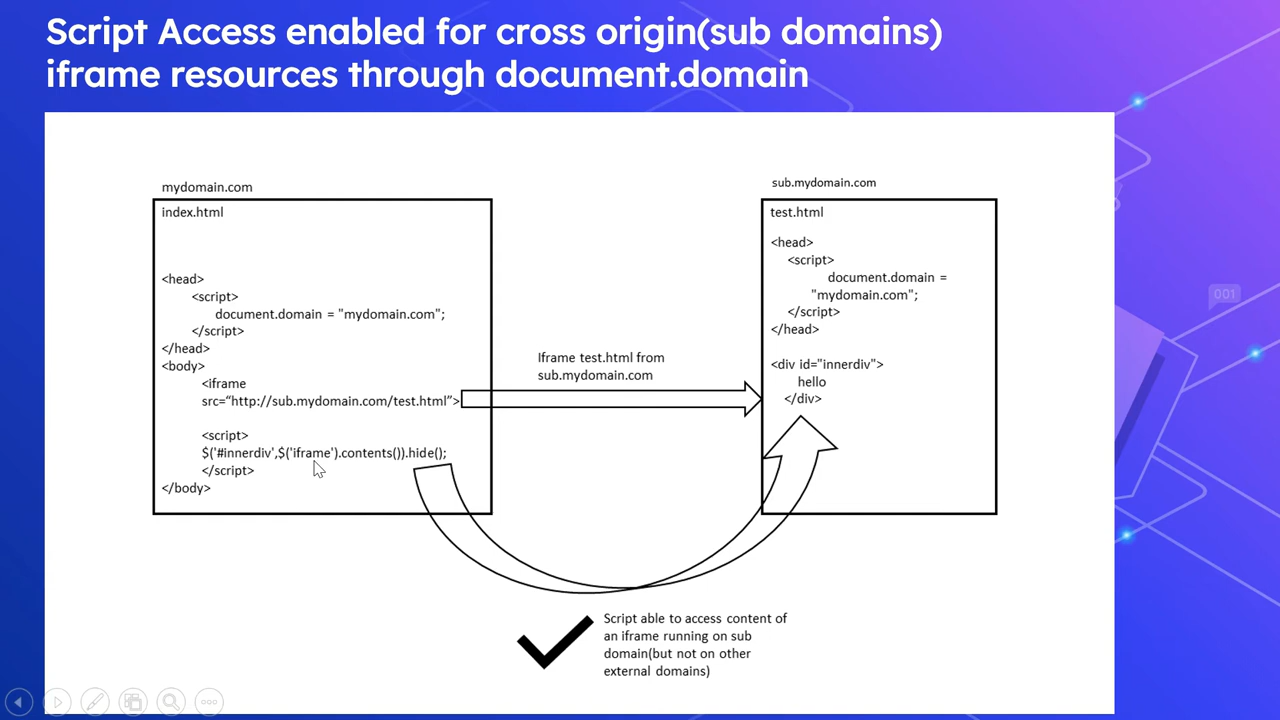 Script Access enabled for cross origin(sub domains)
iframe resources through document.domain
mydomain.com
index.html
<head>
<script>
document.domain = "mydomain.com";
</script>
</head>
<body>
<iframe
src=“http://sub.mydomain.com/test.html”>
<script>
$('#innerdiv',$('iframe').contents()).hide();
</script>
</body>
Iframe test.html from
sub.mydomain.com
sub.mydomain.com
test.html
<head>
<script>
document.domain =
"mydomain.com";
</script>
</head>
<div id="innerdiv">
hello
</div>
Script able to access content of
an iframe running on sub
domain(but not on other
external domains)
001